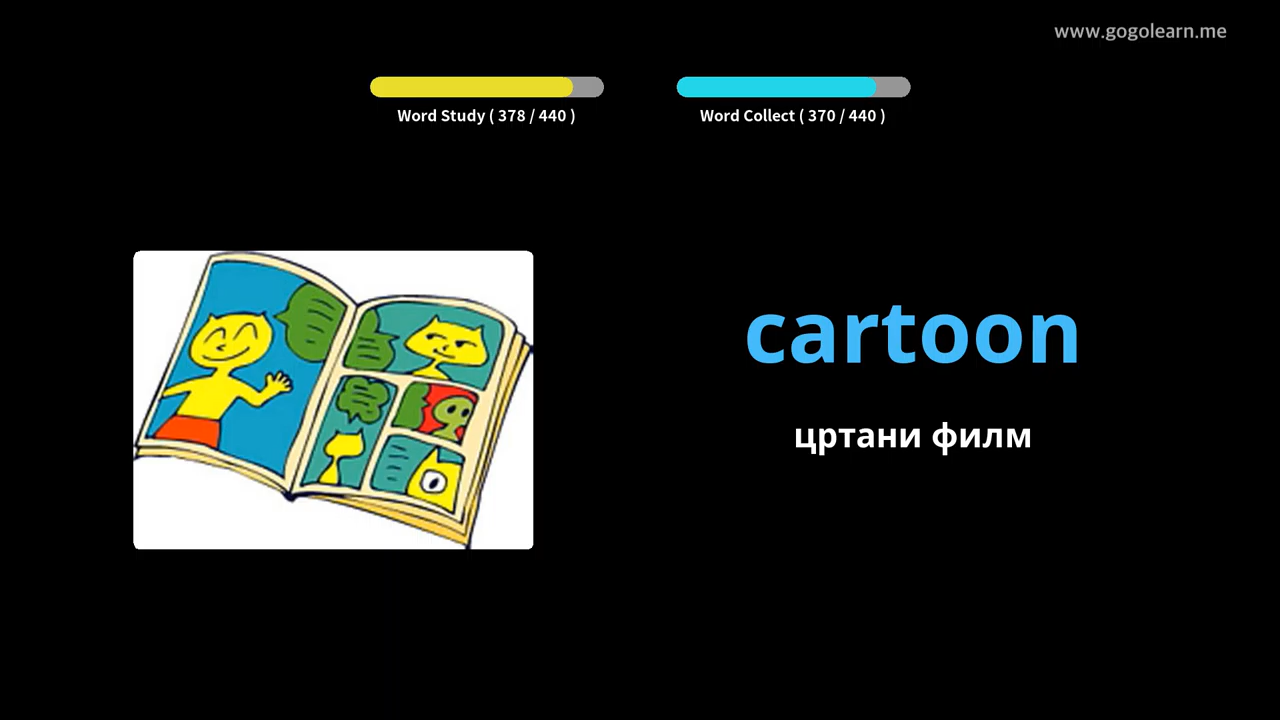 www.gogolearn.me
Word Study ( 378 / 440 )
Word Collect ( 370 / 440 )
cartoon
цртани филм